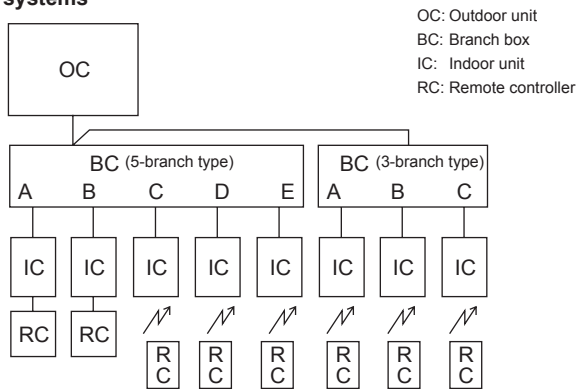 systems
OC: Outdoor unit
BC: Branch box
IC: Indoor unit
RC: Remote controller
OC
BC (5-branch type)
A B C D E
BC (3-branch type)
A B C
IC IC IC IC IC IC IC IC
RC RC
R R R R R R
C C C C C C